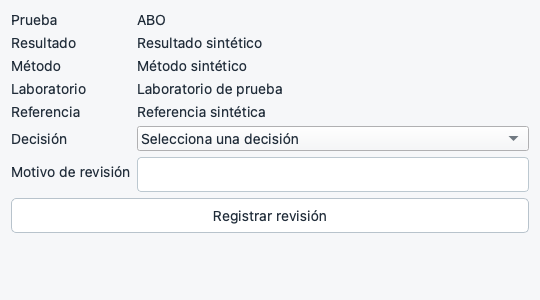 Prueba ABO
Resultado Resultado sintético
Método Método sintético
Laboratorio Laboratorio de prueba
Referencia Referencia sintética
Decisión Selecciona una decisión
Motivo de revisión
Registrar revisión